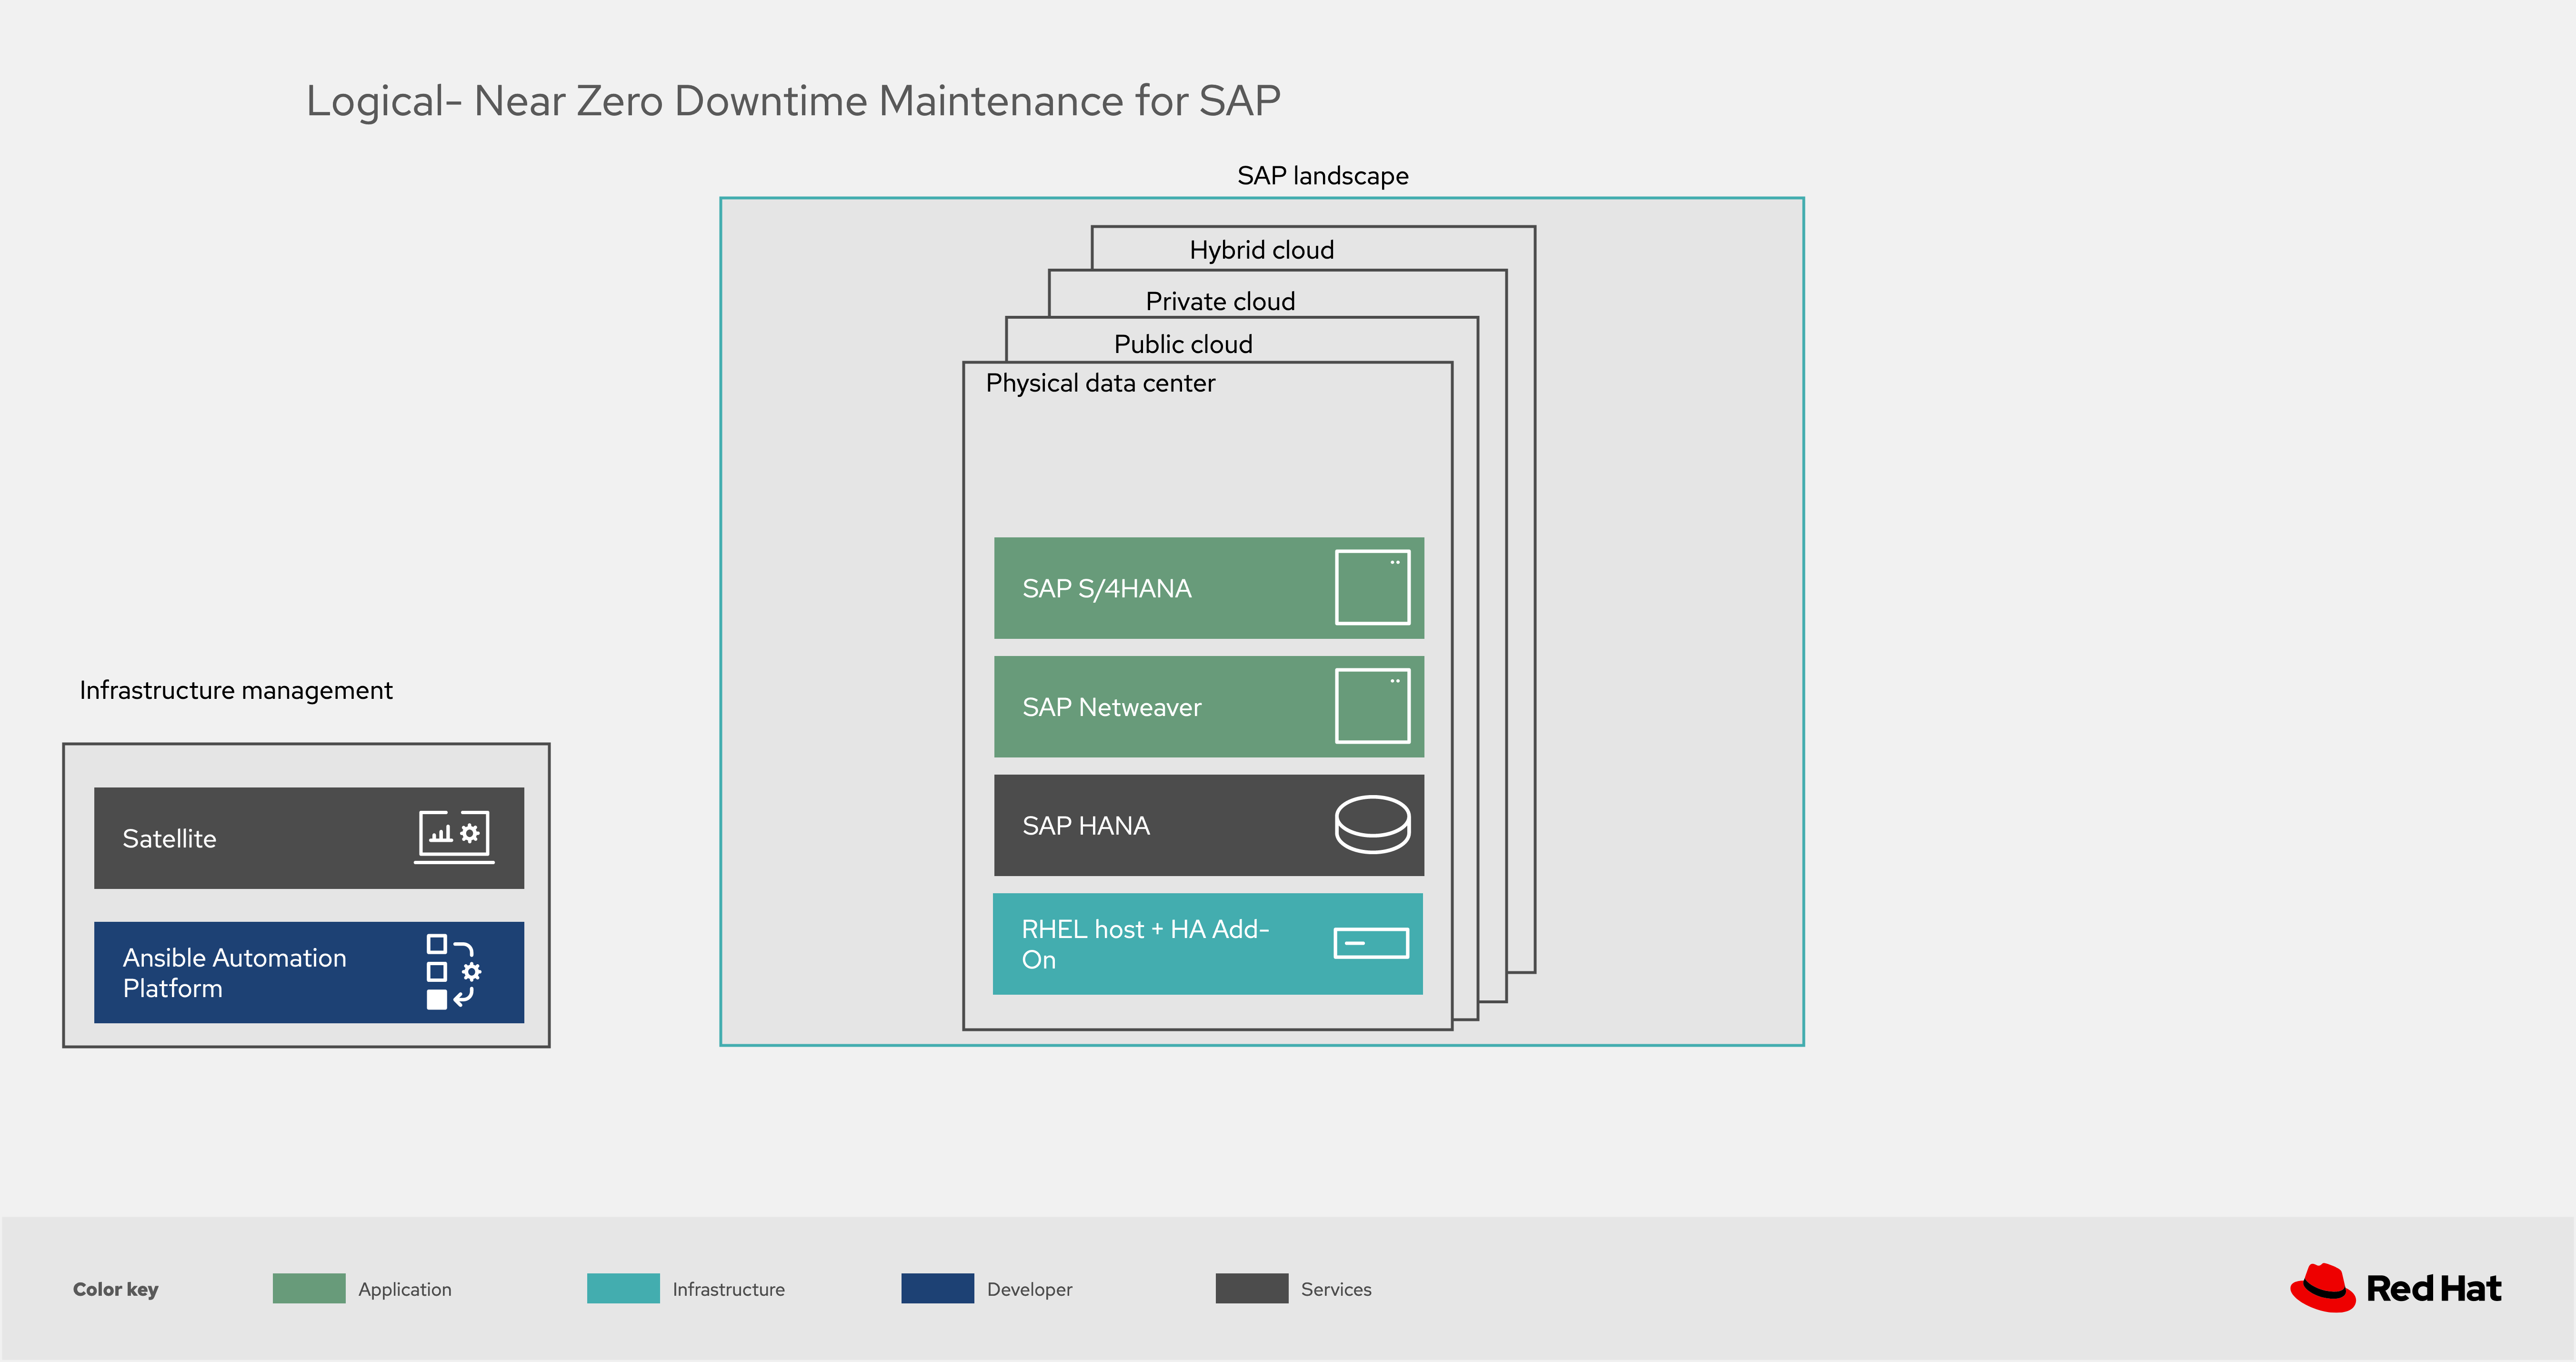 Logical- Near Zero Downtime Maintenance for SAP
SAP landscape
Hybrid cloud
Private cloud
Public cloud
Physical data center
SAP S/4HANA
SAP Netweaver
SAP HANA
RHEL host + HA Add-
On
Infrastructure management
Satellite
Ansible Automation
Platform
Color key
Application
Infrastructure
Developer
Services
Red Hat